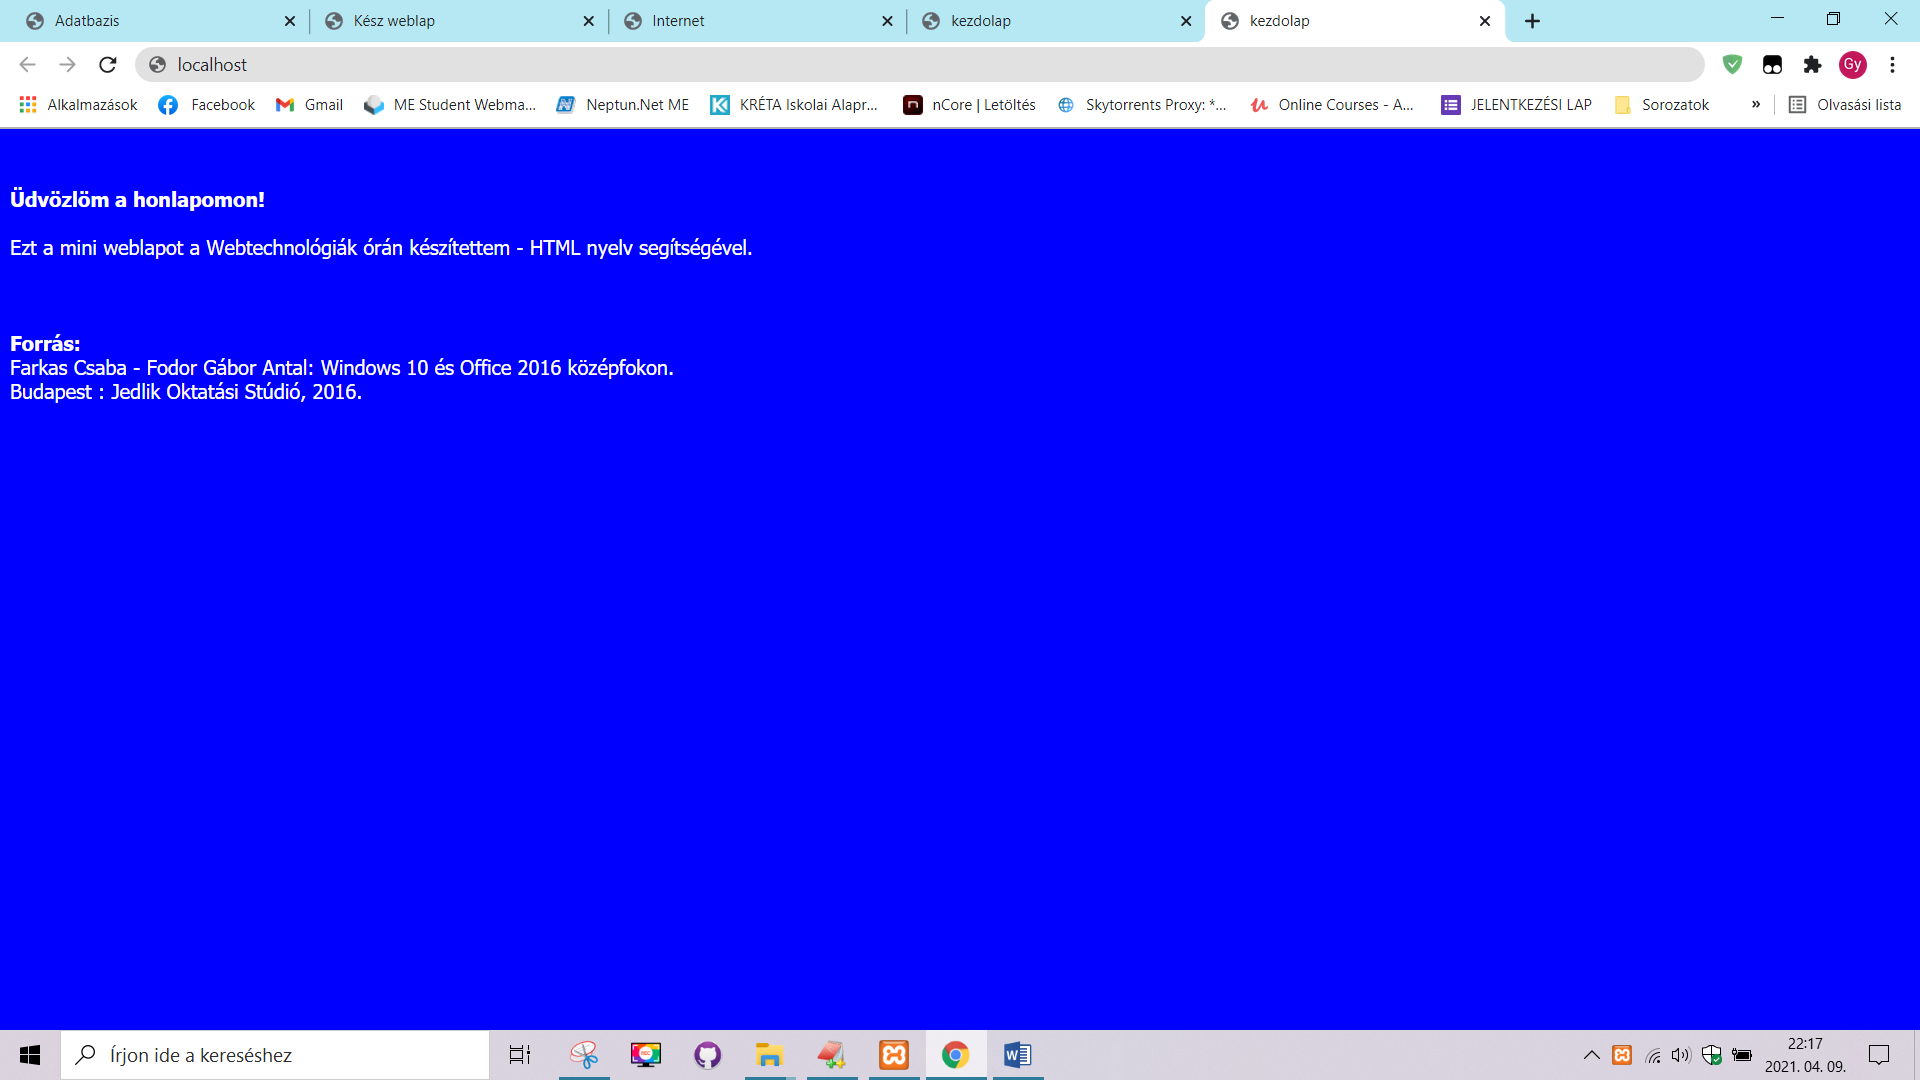 Adatbazis
Kész weblap
Internet
kezdolap
kezdolap
localhost
Gy
Alkalmazások
Facebook
Gmail
ME Student Webma...
Neptun.Net ME
KRÉTA Iskolai Alapr...
nCore | Letöltés
Skytorrents Proxy: *...
Online Courses - A...
JELENTKEZÉSI LAP
Sorozatok
»
Olvasási lista
Üdvözlöm a honlapomon!
Ezt a mini weblapot a Webtechnológiák órán készítettem - HTML nyelv segítségével.
Forrás:
Farkas Csaba - Fodor Gábor Antal: Windows 10 és Office 2016 középfokon.
Budapest : Jedlik Oktatási Stúdió, 2016.
Írjon ide a kereséshez
22:17
2021. 04. 09.